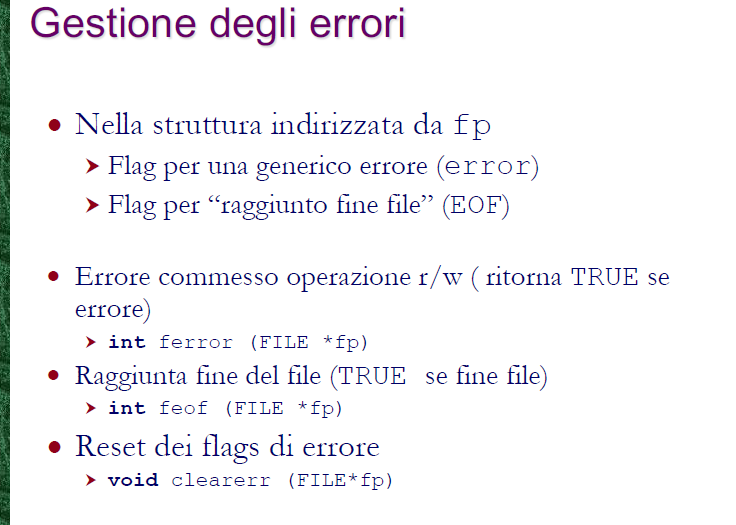 Gestione degli errori
• Nella struttura indirizzata da fp
➤ Flag per una generico errore (error)
➤ Flag per “raggiunto fine file” (EOF)
• Errore commesso operazione r/w ( ritorna TRUE se
errore)
➤ int ferror (FILE *fp)
• Raggiunta fine del file (TRUE se fine file)
➤ int feof (FILE *fp)
• Reset dei flags di errore
➤ void clearerr (FILE*fp)